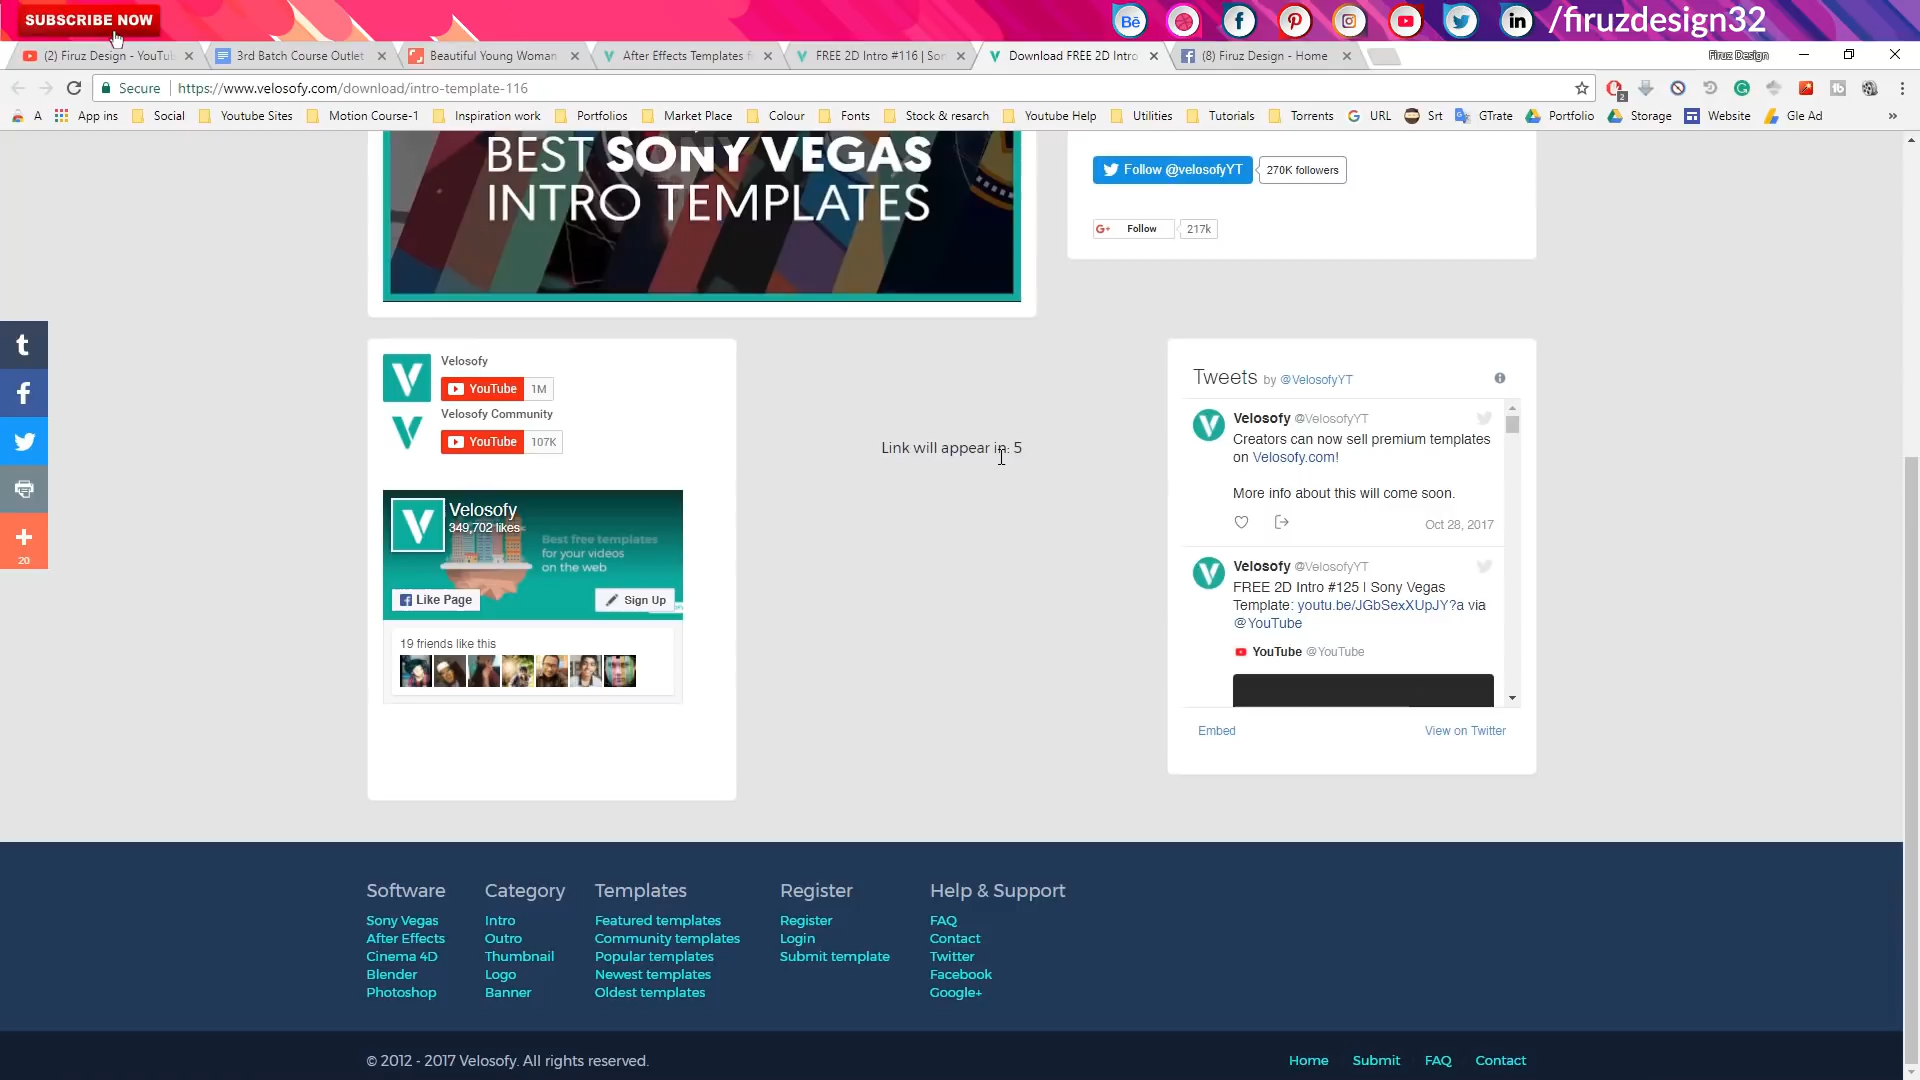 SUBSCRIBE NOW
Bē
/firuzdesign32
(2) Firuz Design - YouTu
3rd Batch Course Outlet
Beautiful Young Woman
After Effects Templates f
FREE 2D Intro #116 | Son
Download FREE 2D Intro
(8) Firuz Design - Home
Firuz Design
Secure
https://www.velosofy.com/download/intro-template-116
2
A
App ins
Social
Youtube Sites
Motion Course-1
Inspiration work
Portfolios
Market Place
Colour
Fonts
Stock & resarch
Youtube Help
Utilities
Tutorials
Torrents
URL
Srt
GTrate
Portfolio
Storage
Website
Gle Ad
BEST SONY VEGAS
INTRO TEMPLATES
Follow @velosofyYT
270K followers
G+ Follow
217k
20
Velosofy
YouTube 1M
Velosofy Community
YouTube 107K
Velosofy
349,702 likes
Best free templates
for your videos
on the web
Like Page
Sign Up
19 friends like this
Link will appear in: 5
Tweets by @VelosofyYT
Velosofy @VelosofyYT
Creators can now sell premium templates
on Velosofy.com!
More info about this will come soon.
Oct 28, 2017
Velosofy @VelosofyYT
FREE 2D Intro #125 | Sony Vegas
Template: youtu.be/JGbSexXUpJY?a via
@YouTube
YouTube @YouTube
Embed
View on Twitter
Software
Sony Vegas
After Effects
Cinema 4D
Blender
Photoshop
Category
Intro
Outro
Thumbnail
Logo
Banner
Templates
Featured templates
Community templates
Popular templates
Newest templates
Oldest templates
Register
Register
Login
Submit template
Help & Support
FAQ
Contact
Twitter
Facebook
Google+
© 2012 - 2017 Velosofy. All rights reserved.
Home
Submit
FAQ
Contact